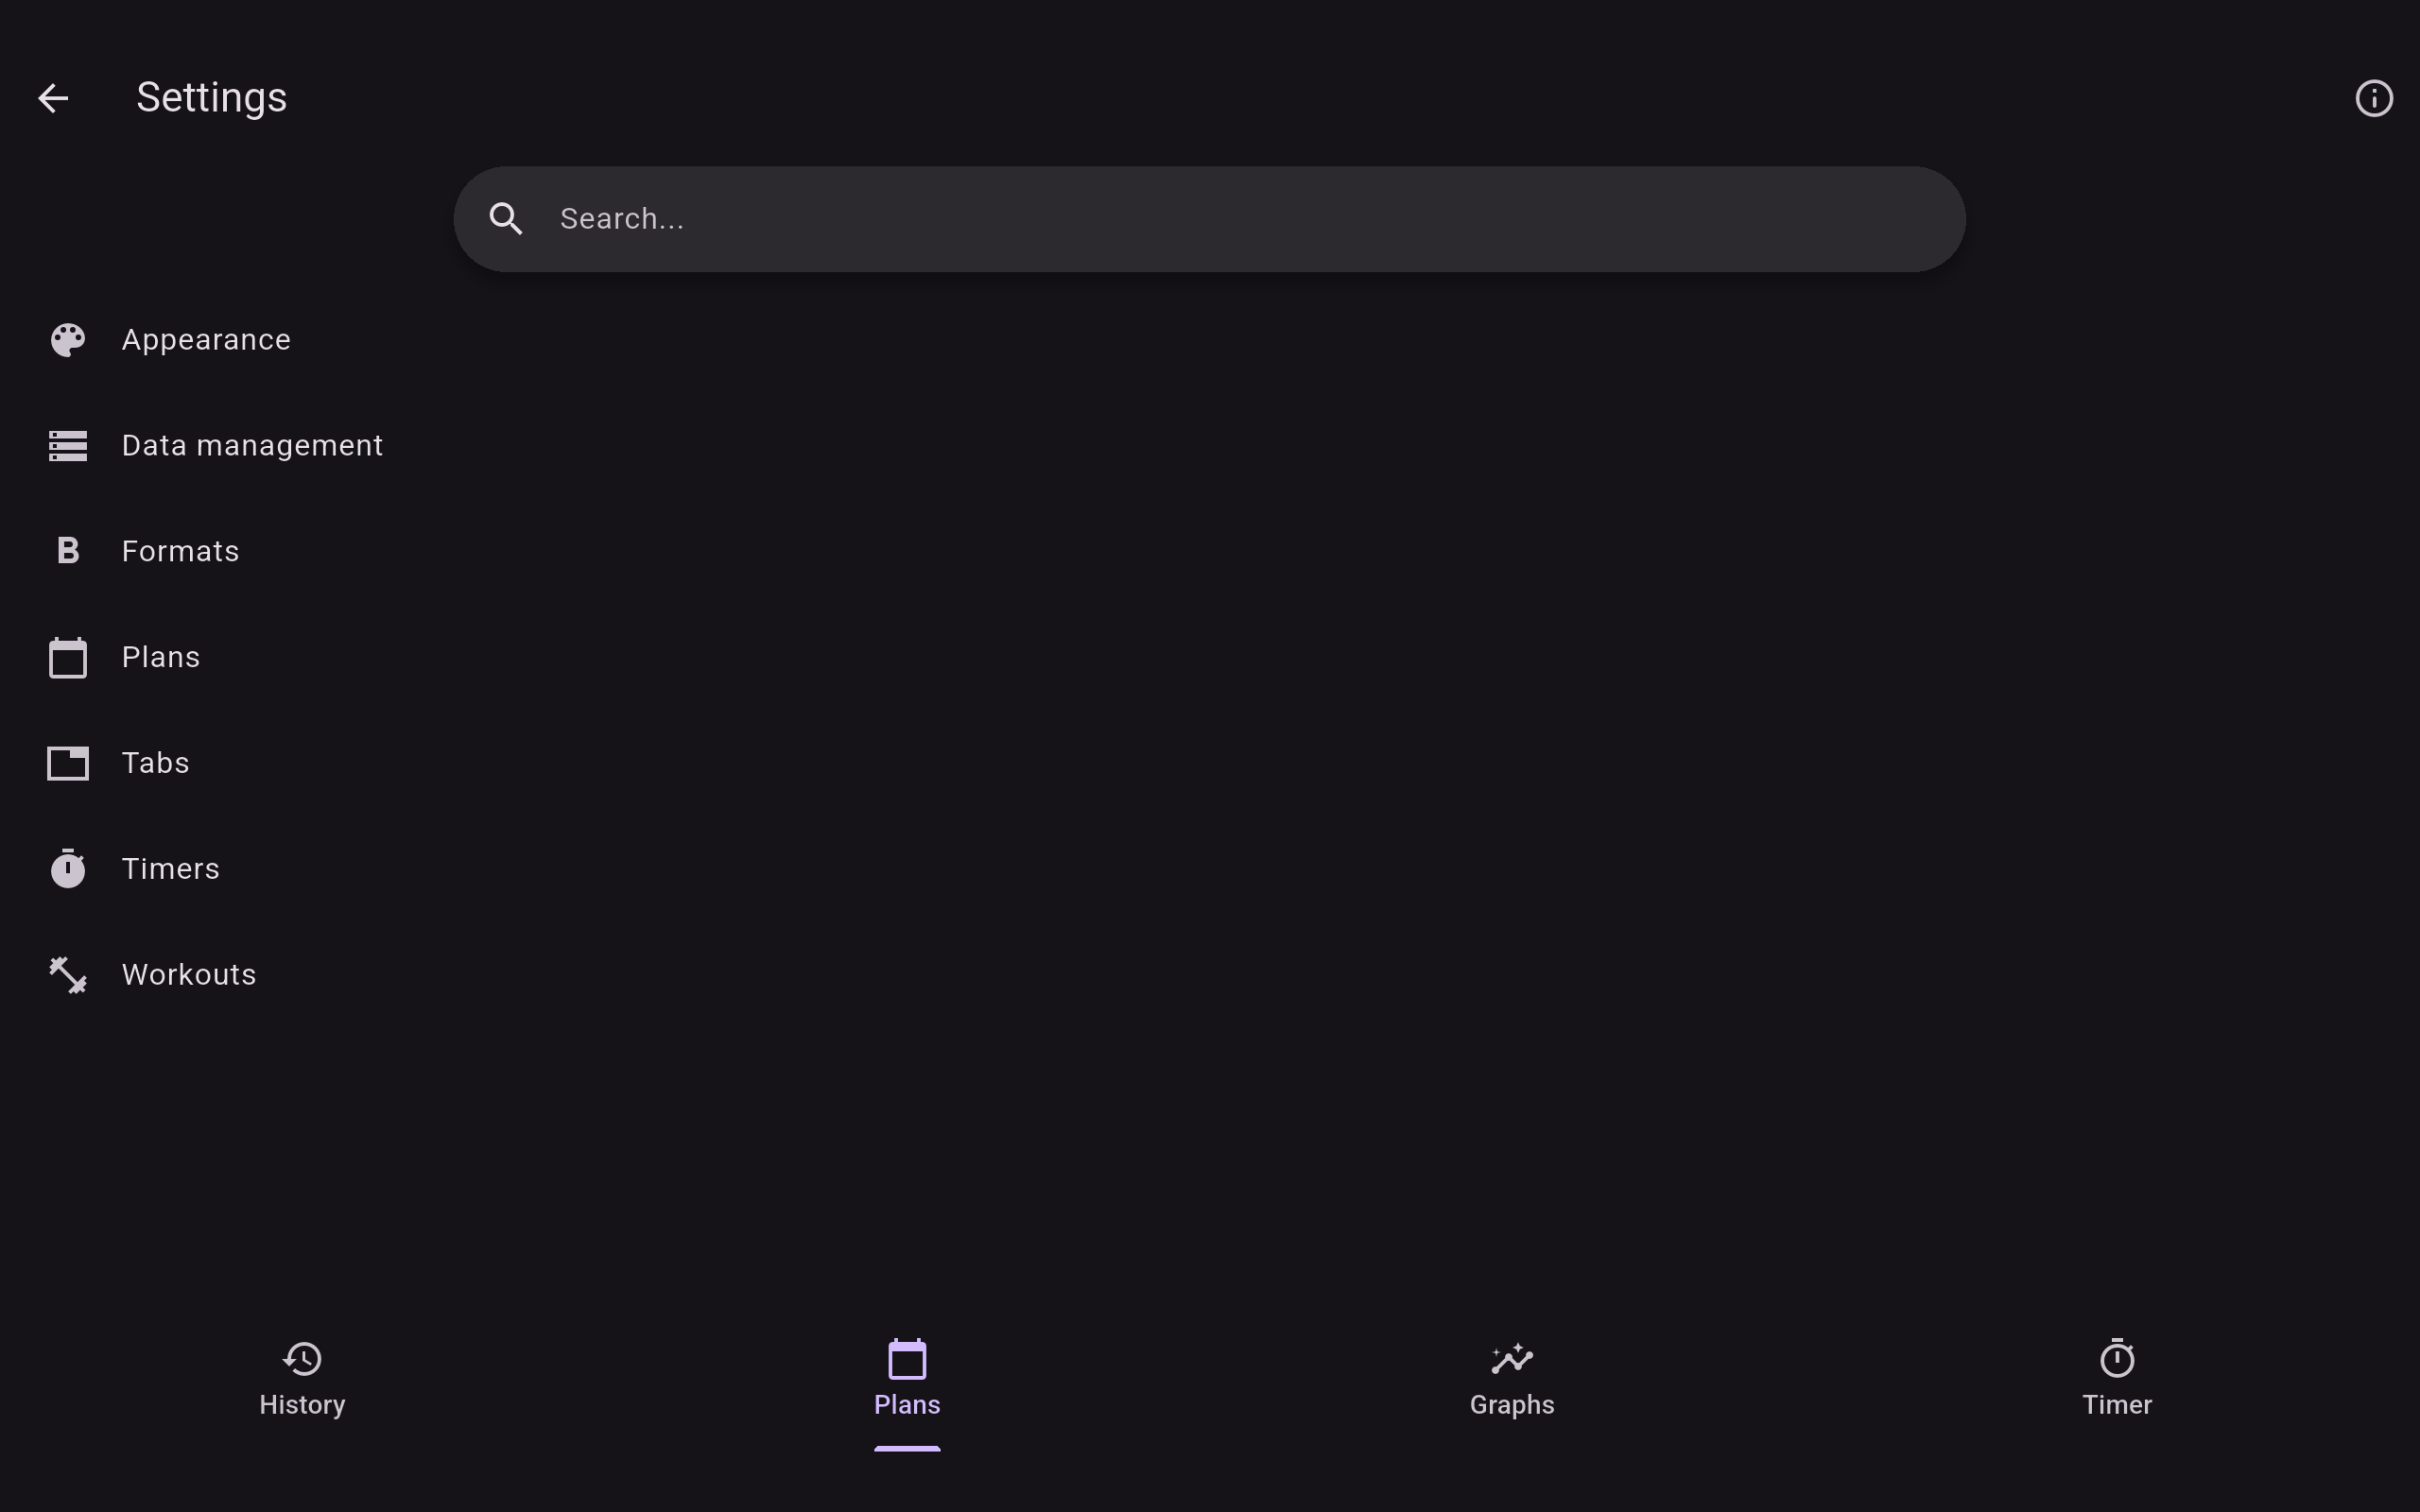 Settings
Search...
Appearance
Data management
Formats
Plans
Tabs
Timers
Workouts
History
Plans
Graphs
Timer